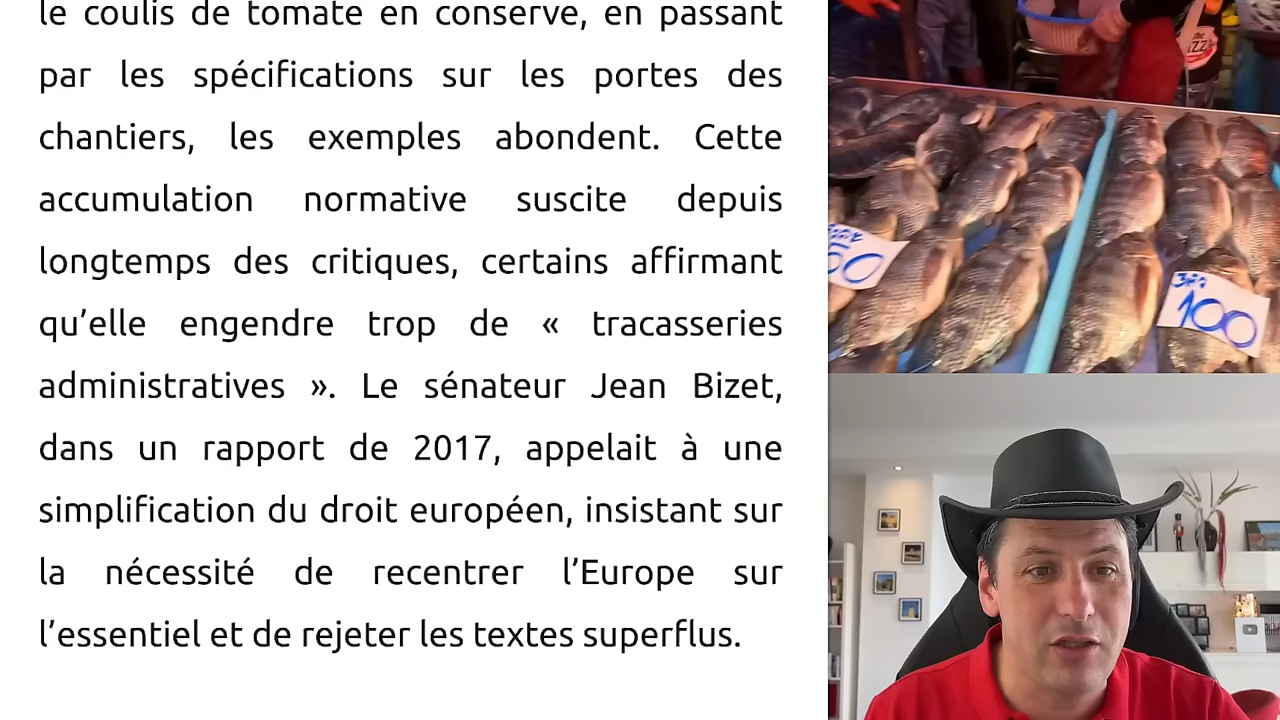 le coulis de tomate en conserve, en passant
par les spécifications sur les portes des
chantiers, les exemples abondent. Cette
accumulation normative suscite depuis
longtemps des critiques, certains affirmant
qu’elle engendre trop de « tracasseries
administratives ». Le sénateur Jean Bizet,
dans un rapport de 2017, appelait à une
simplification du droit européen, insistant sur
la nécessité de recentrer l’Europe sur
l’essentiel et de rejeter les textes superflus.
100